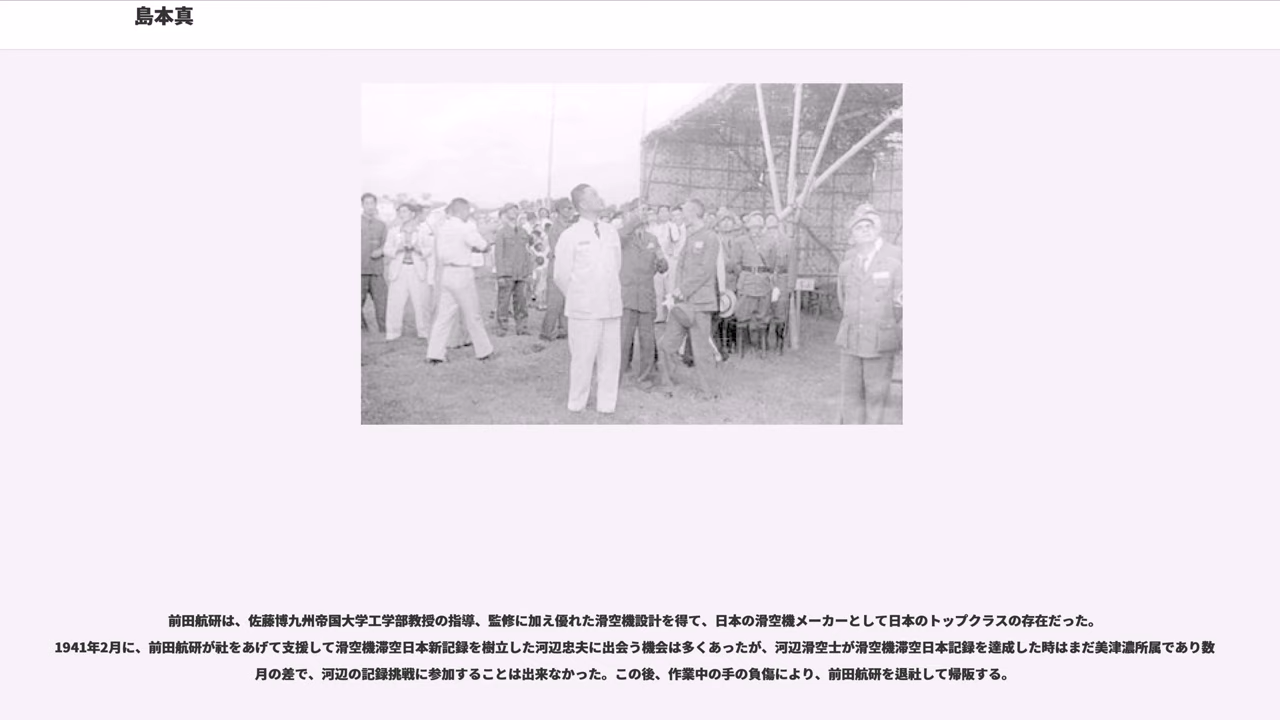 島本真
前田航研は、佐藤博九州帝国大学工学部教授の指導、監修に加え優れた滑空機設計を得て、日本の滑空機メーカーとして日本のトップクラスの存在だった。
1941年2月に、前田航研が社をあげて支援して滑空機滞空日本新記録を樹立した河辺忠夫に出会う機会は多くあったが、河辺滑空士が滑空機滞空日本記録を達成した時はまだ美津濃所属であり数
月の差で、河辺の記録挑戦に参加することは出来なかった。この後、作業中の手の負傷により、前田航研を退社して帰阪する。